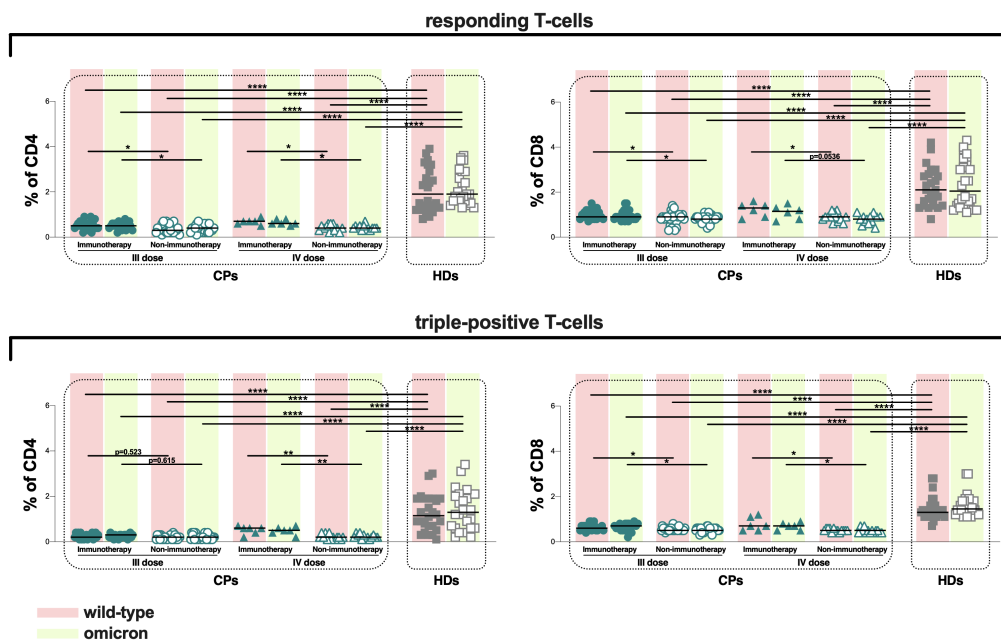 responding T-cells
% of CD4
6
4
2
0
****
****
****
****
****
****
*
*
*
*
Immunotherapy Non-immunotherapy Immunotherapy Non-immunotherapy
III dose IV dose
CPs HDs
% of CD8
6
4
2
0
****
****
****
****
****
****
*
*
*
p=0.0536
Immunotherapy Non-immunotherapy Immunotherapy Non-immunotherapy
III dose IV dose
CPs HDs
triple-positive T-cells
% of CD4
6
4
2
0
****
****
****
****
****
****
p=0.523
p=0.615
**
**
Immunotherapy Non-immunotherapy Immunotherapy Non-immunotherapy
III dose IV dose
CPs HDs
% of CD8
6
4
2
0
****
****
****
****
****
****
*
*
*
*
Immunotherapy Non-immunotherapy Immunotherapy Non-immunotherapy
III dose IV dose
CPs HDs
wild-type
omicron